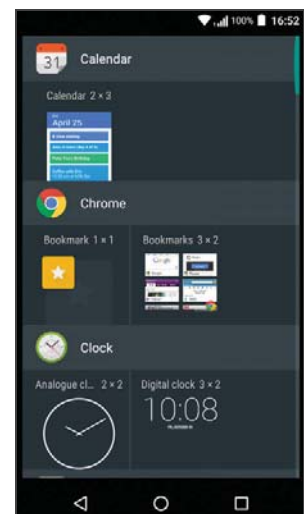 100% 16:52
31 Calendar
Calendar 2 × 3
April 25
Chrome
Bookmark 1 × 1 Bookmarks 3 × 2
Clock
Analogue cl... 2 × 2 Digital clock 3 × 2
10:08